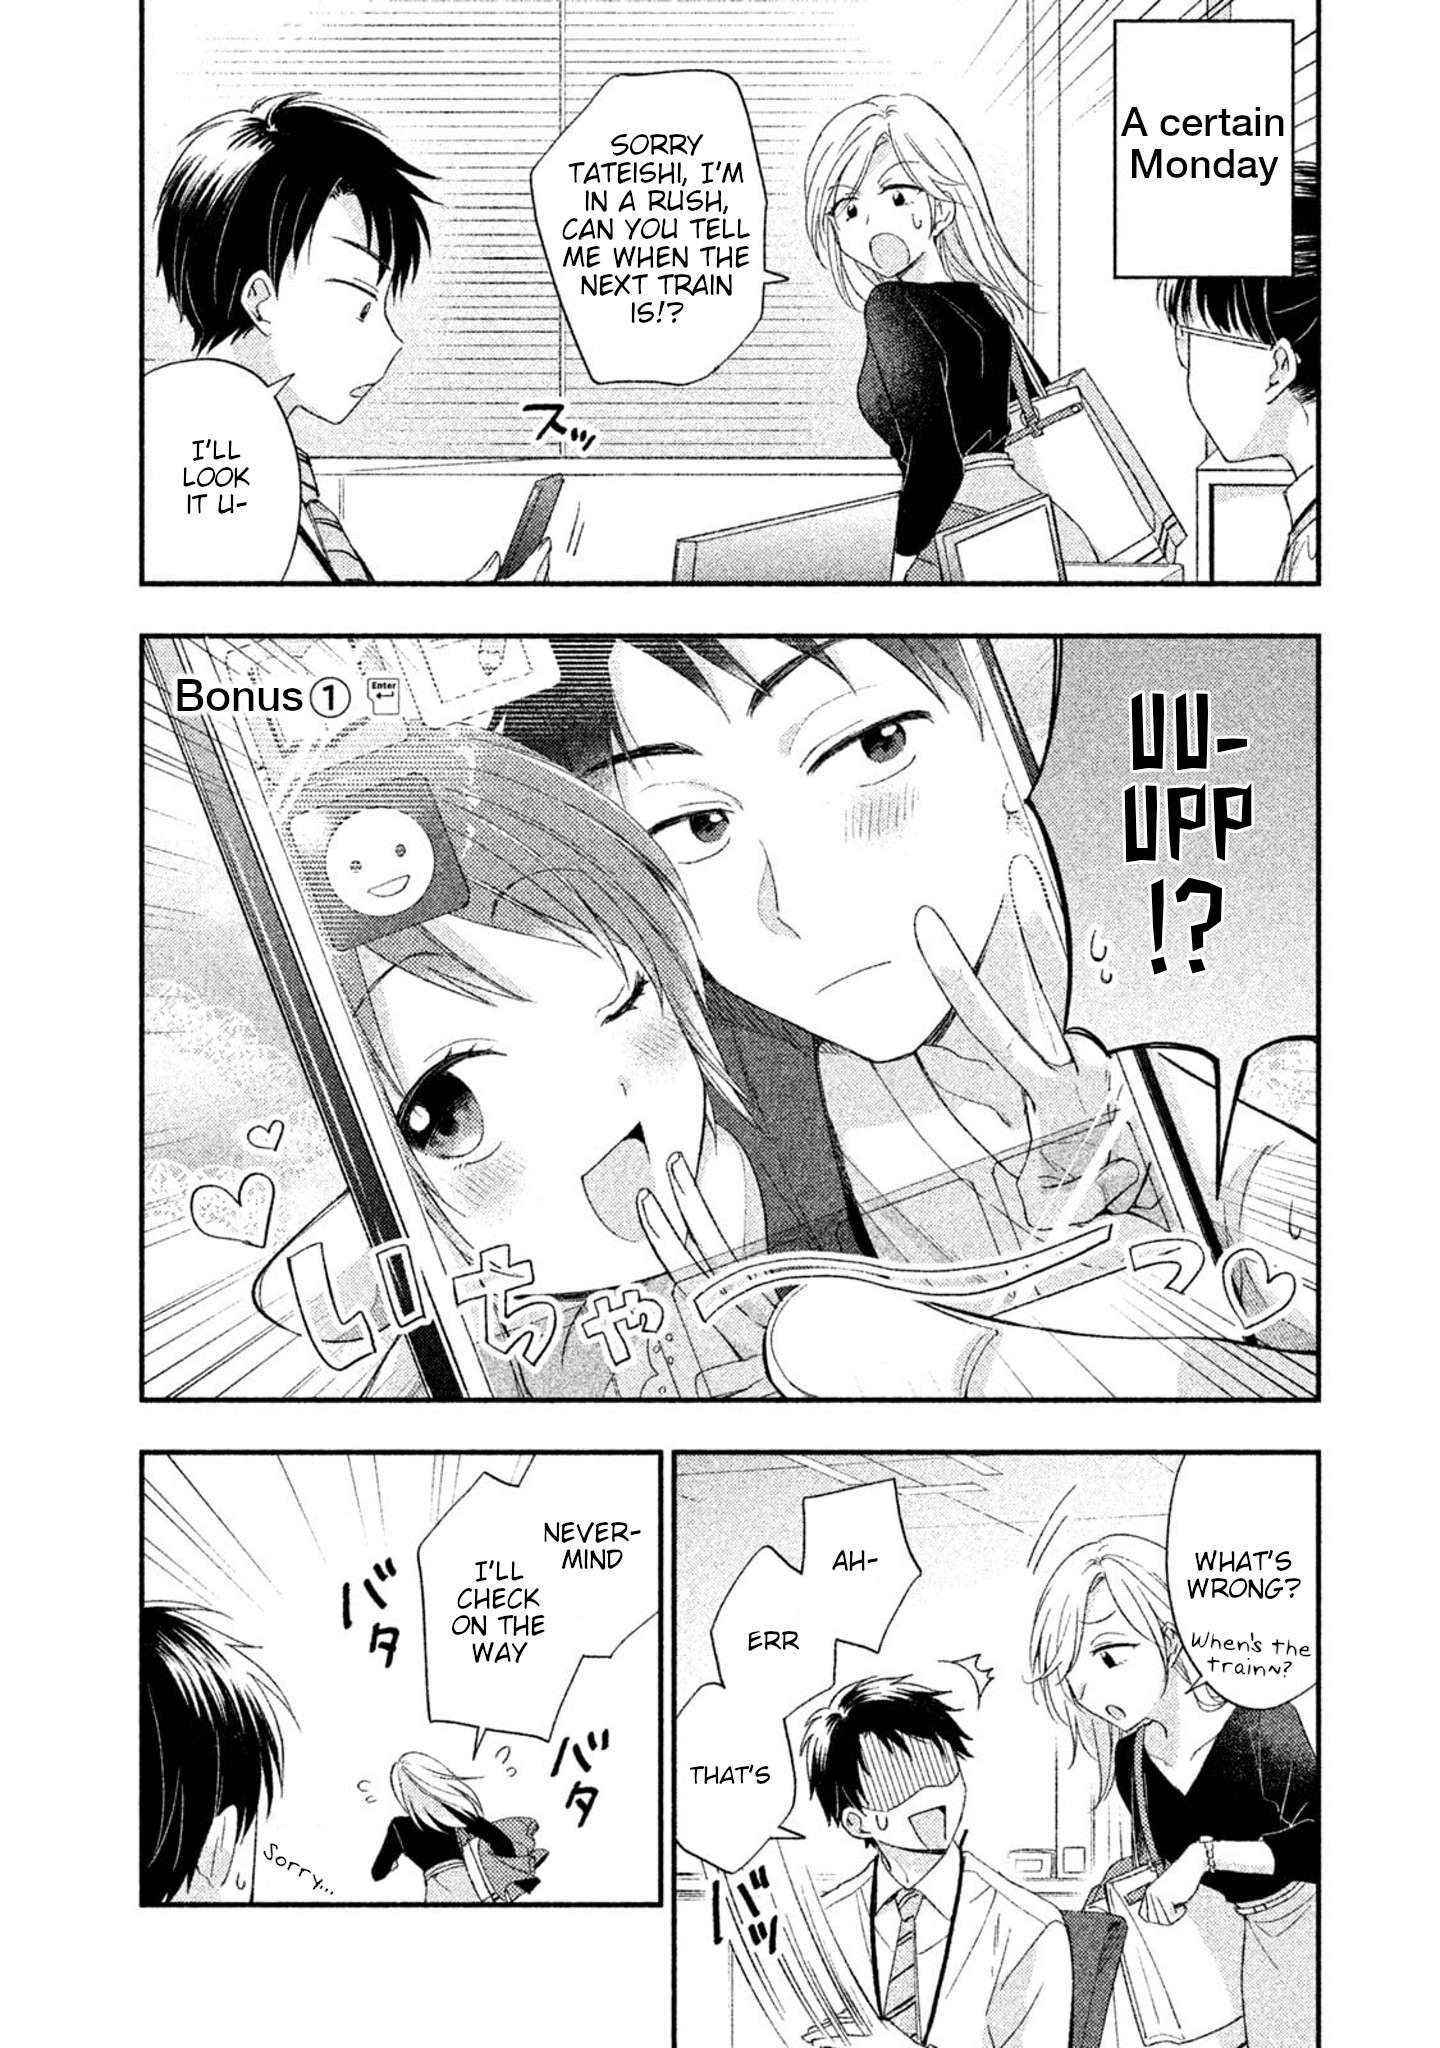 A certain
Monday
SORRY
TATEISHI, I'M
IN A RUSH,
CAN YOU TELL
ME WHEN THE
NEXT TRAIN
IS!?
スッ
I'LL
LOOK
IT U-
Bonus①
Enter
UU-
UPP
!?
いちゃーっ
WHAT'S
WRONG?
When's the
train~?
AH-
ERR
THAT'S
バッ
NEVER-
MIND
I'LL
CHECK
ON THE
WAY
バタ
バタ
Sorry...